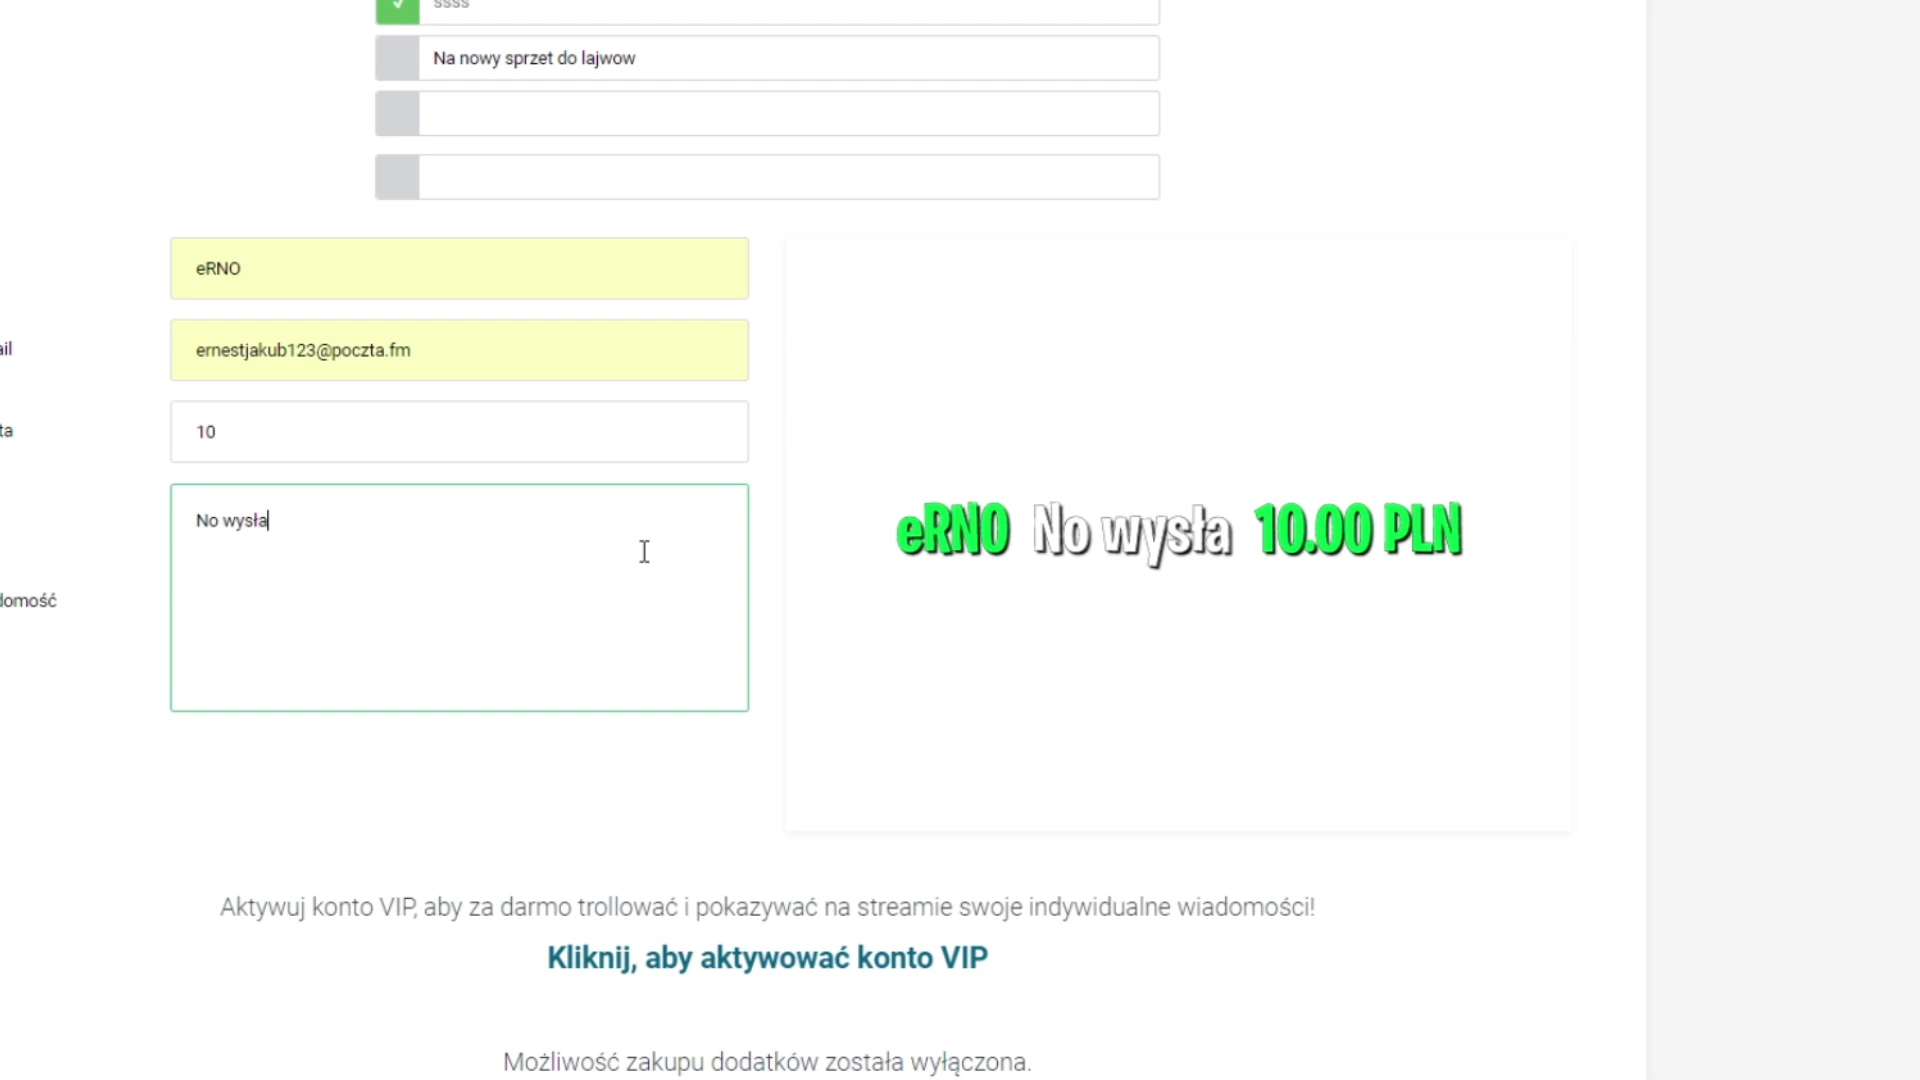 ssss
Na nowy sprzet do lajwow
eRNO
ail
ernestjakub123@poczta.fm
ta
10
No wysła
domość
eRNO No wysła 10.00 PLN
Aktywuj konto VIP, aby za darmo trollować i pokazywać na streamie swoje indywidualne wiadomości!
Kliknij, aby aktywować konto VIP
Możliwość zakupu dodatków została wyłączona.